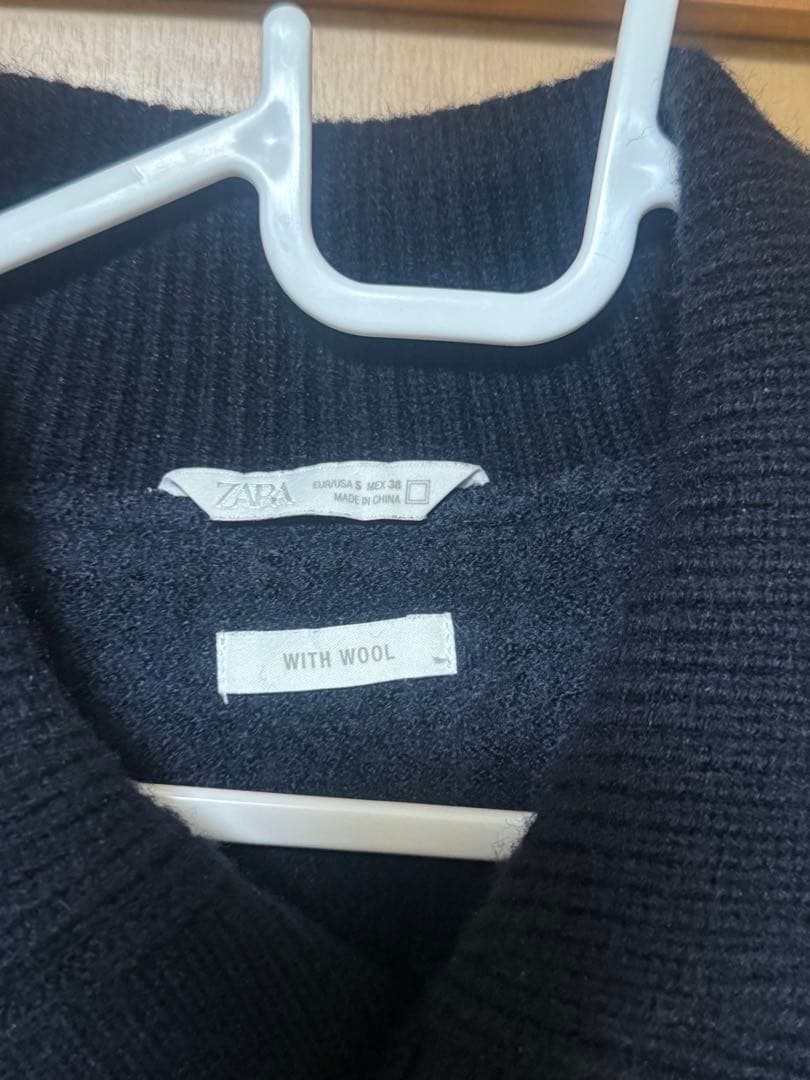 ZARA
EUR/USA S MEX 38
MADE IN CHINA
WITH WOOL